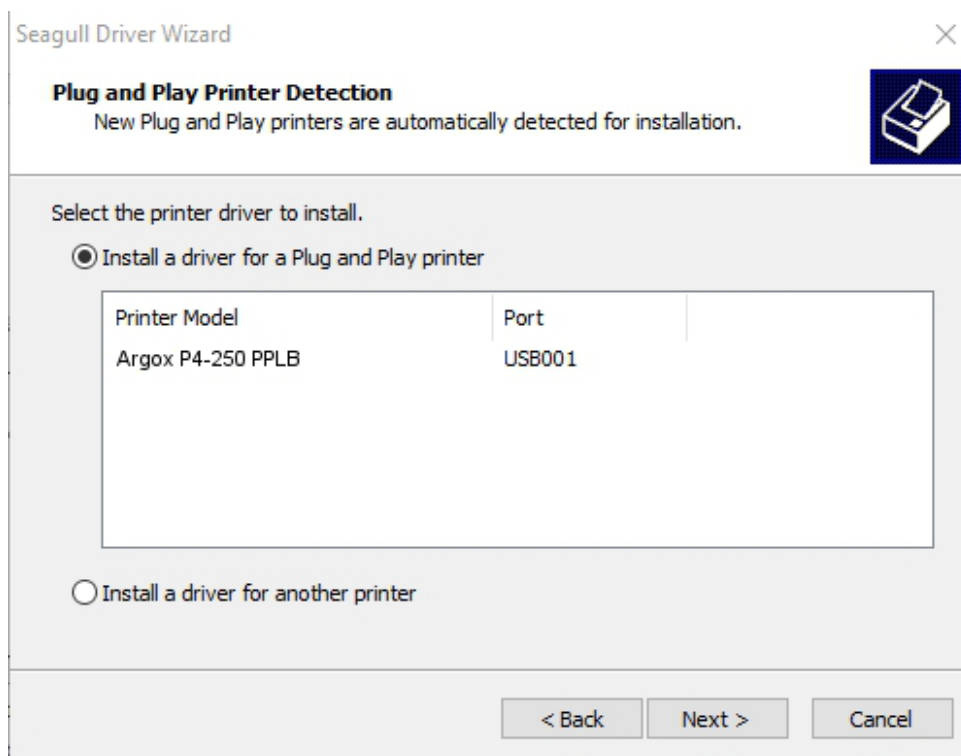 Seagull Driver Wizard
Plug and Play Printer Detection
New Plug and Play printers are automatically detected for installation.
Select the printer driver to install.
Install a driver for a Plug and Play printer
Printer Model Port
Argox P4-250 PPLB USB001
Install a driver for another printer
< Back Next > Cancel